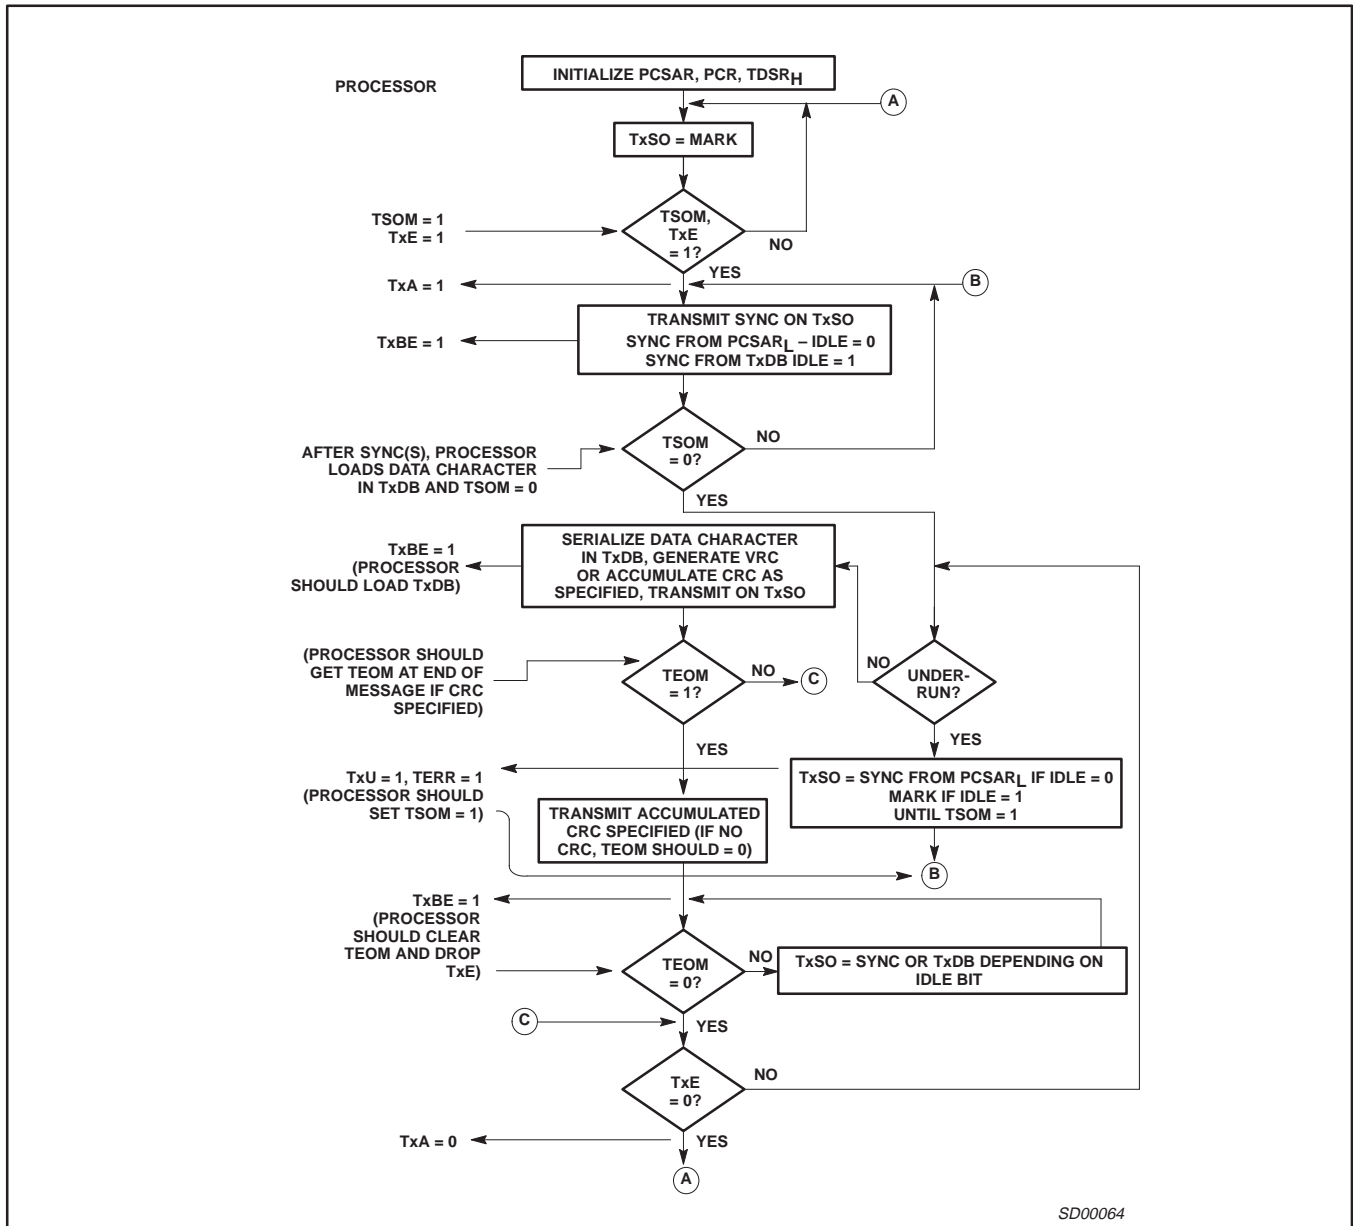 INITIALIZE PCSAR, PCR, TDSRH
PROCESSOR
A
TxSO = MARK
TSOM = 1
TxE = 1
TSOM,
TxE
= 1?
NO
YES
TxA = 1
B
TRANSMIT SYNC ON TxSO
SYNC FROM PCSARL – IDLE = 0
SYNC FROM TxDB IDLE = 1
TxBE = 1
TSOM
= 0?
NO
AFTER SYNC(S), PROCESSOR
LOADS DATA CHARACTER
IN TxDB AND TSOM = 0
YES
SERIALIZE DATA CHARACTER
IN TxDB, GENERATE VRC
OR ACCUMULATE CRC AS
SPECIFIED, TRANSMIT ON TxSO
TxBE = 1
(PROCESSOR
SHOULD LOAD TxDB)
(PROCESSOR SHOULD
GET TEOM AT END OF
MESSAGE IF CRC
SPECIFIED)
TEOM
= 1?
NO
C
NO
UNDER-
RUN?
YES
YES
TxU = 1, TERR = 1
(PROCESSOR SHOULD
SET TSOM = 1)
TxSO = SYNC FROM PCSARL IF IDLE = 0
MARK IF IDLE = 1
UNTIL TSOM = 1
TRANSMIT ACCUMULATED
CRC SPECIFIED (IF NO
CRC, TEOM SHOULD = 0)
B
TxBE = 1
(PROCESSOR
SHOULD CLEAR
TEOM AND DROP
TxE)
TEOM
= 0?
NO
TxSO = SYNC OR TxDB DEPENDING ON
IDLE BIT
C
YES
TxE
= 0?
NO
TxA = 0
YES
A
SD00064